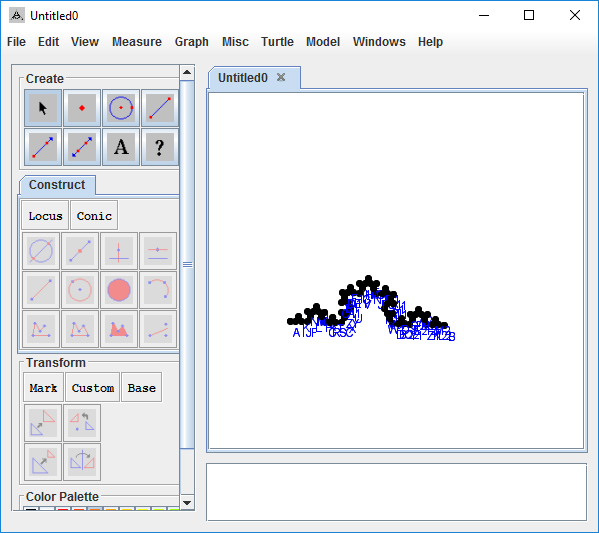 Untitled0
File Edit View Measure Graph Misc Turtle Model Windows Help
Create
Untitled0
A ?
Construct
Locus Conic
Transform
Mark Custom Base
Color Palette